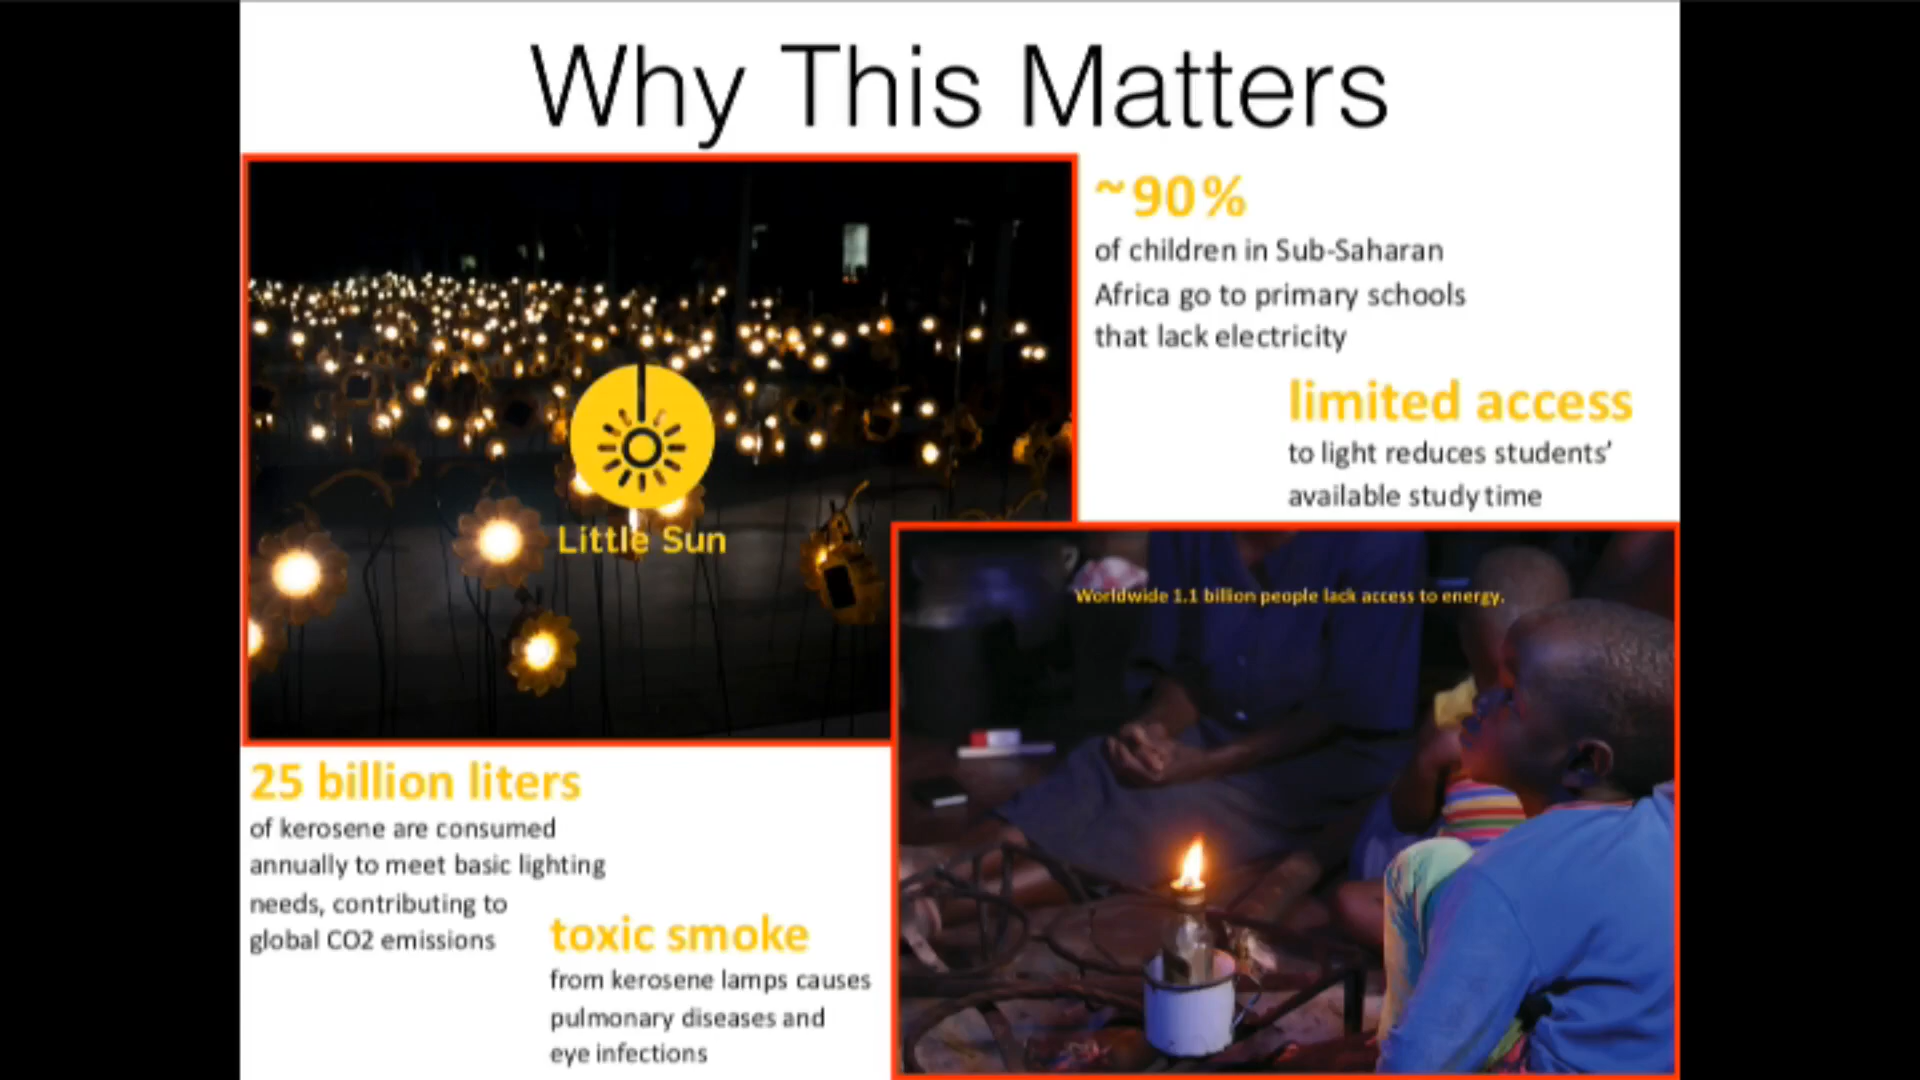 Why This Matters
~90%
of children in Sub-Saharan
Africa go to primary schools
that lack electricity
limited access
to light reduces students'
available study time
Little Sun
Worldwide 1.1 billion people lack access to energy.
25 billion liters
of kerosene are consumed
annually to meet basic lighting
needs, contributing to
global CO2 emissions
toxic smoke
from kerosene lamps causes
pulmonary diseases and
eye infections